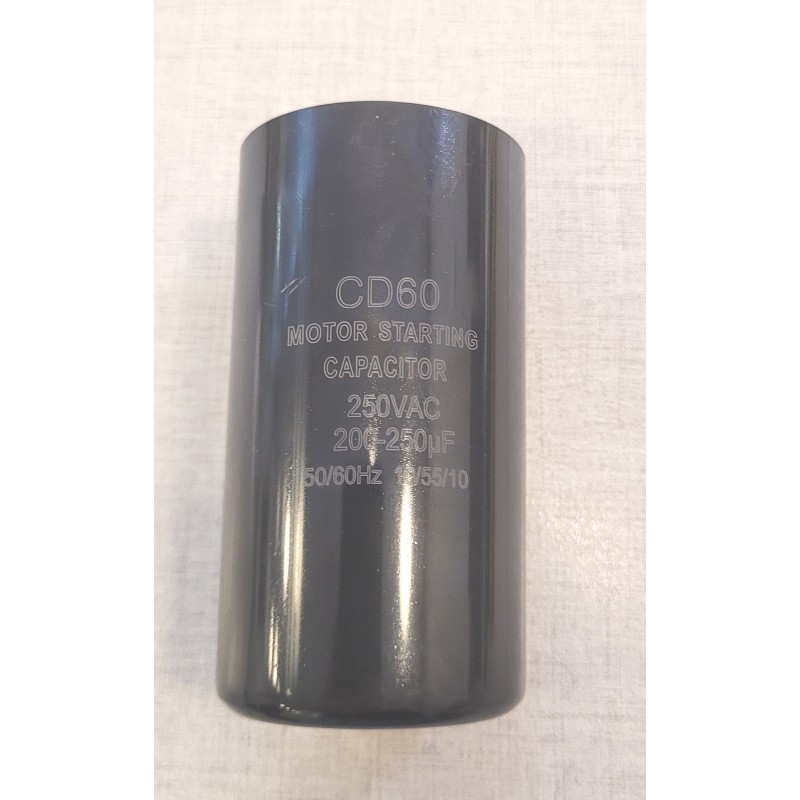 CD60
MOTOR STARTING
CAPACITOR
250VAC
200-250µF
50/60Hz